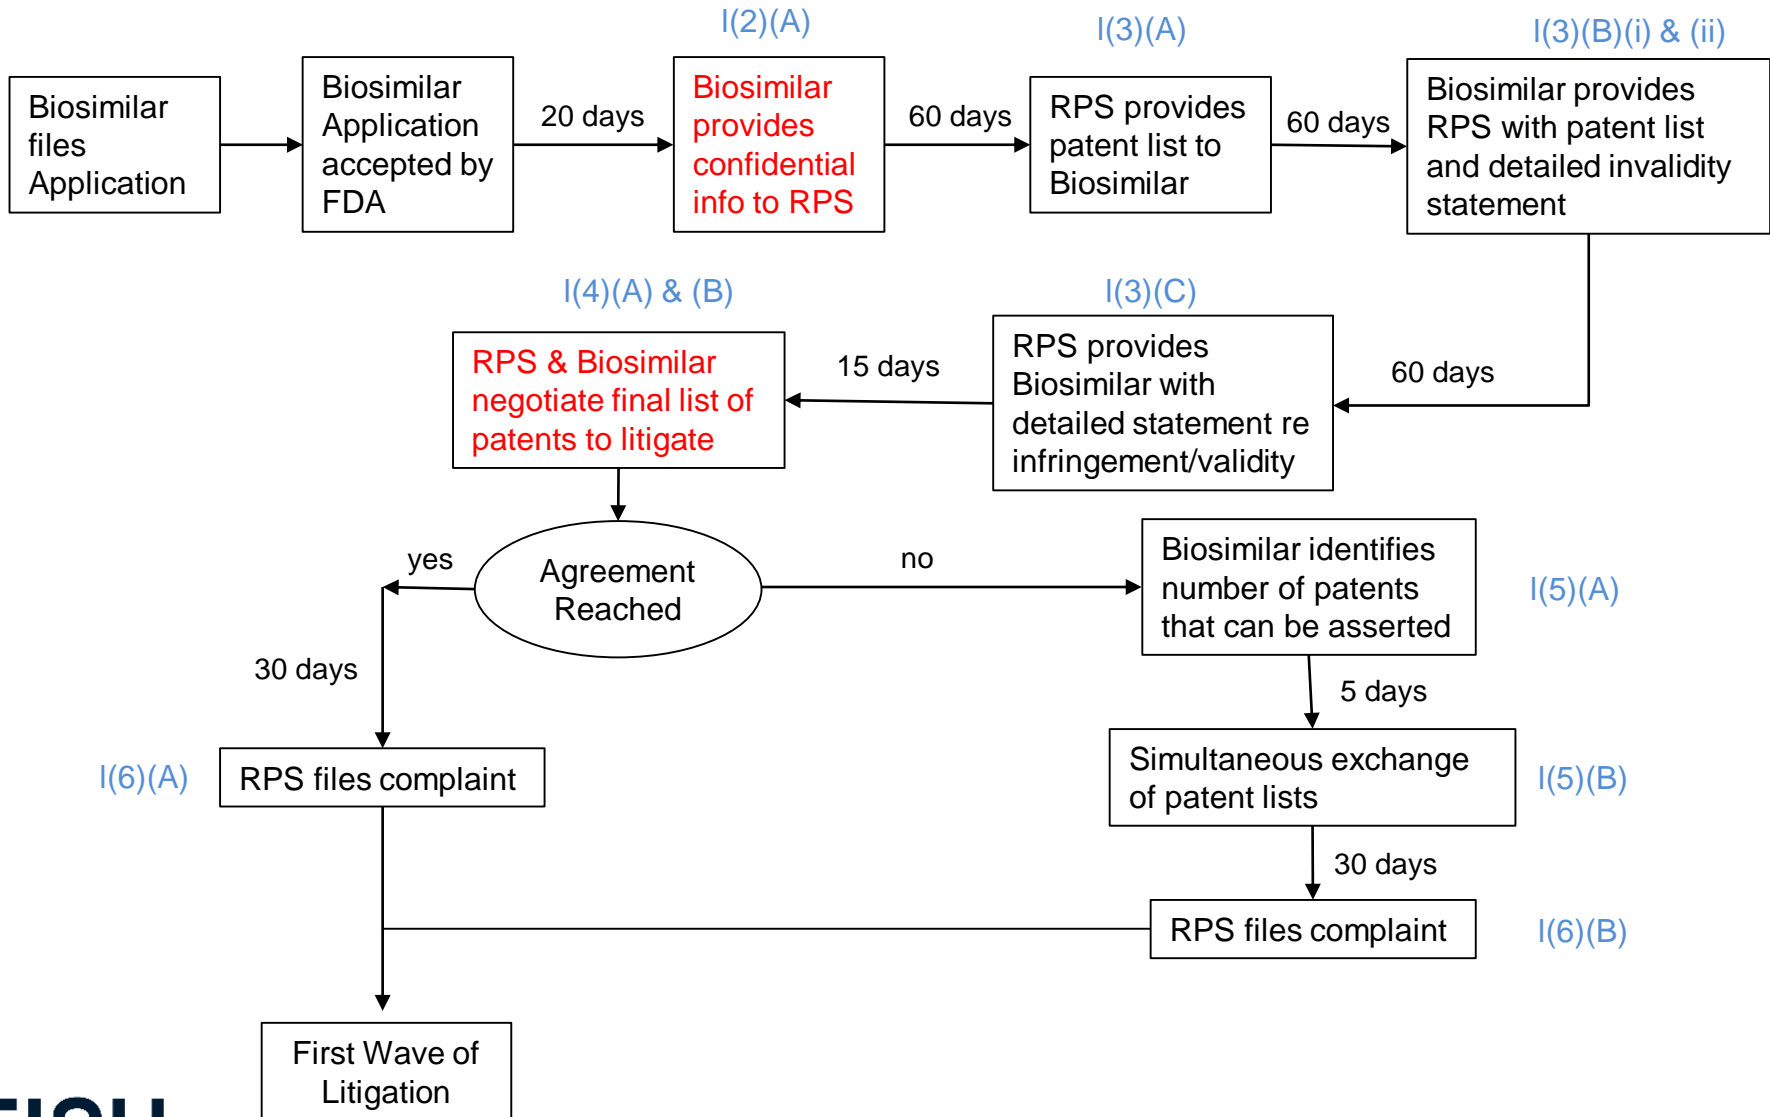 l(2)(A)
l(3)(A)
l(3)(B)(i) & (ii)
Biosimilar
files
Application
Biosimilar
Application
accepted by
FDA
20 days
Biosimilar
provides
confidential
info to RPS
60 days
RPS provides
patent list to
Biosimilar
60 days
Biosimilar provides
RPS with patent list
and detailed invalidity
statement
60 days
l(3)(C)
RPS provides
Biosimilar with
detailed statement re
infringement/validity
15 days
l(4)(A) & (B)
RPS & Biosimilar
negotiate final list of
patents to litigate
Agreement
Reached
yes
30 days
l(6)(A)
RPS files complaint
no
Biosimilar identifies
number of patents
that can be asserted
l(5)(A)
5 days
Simultaneous exchange
of patent lists
l(5)(B)
30 days
RPS files complaint
l(6)(B)
First Wave of
Litigation